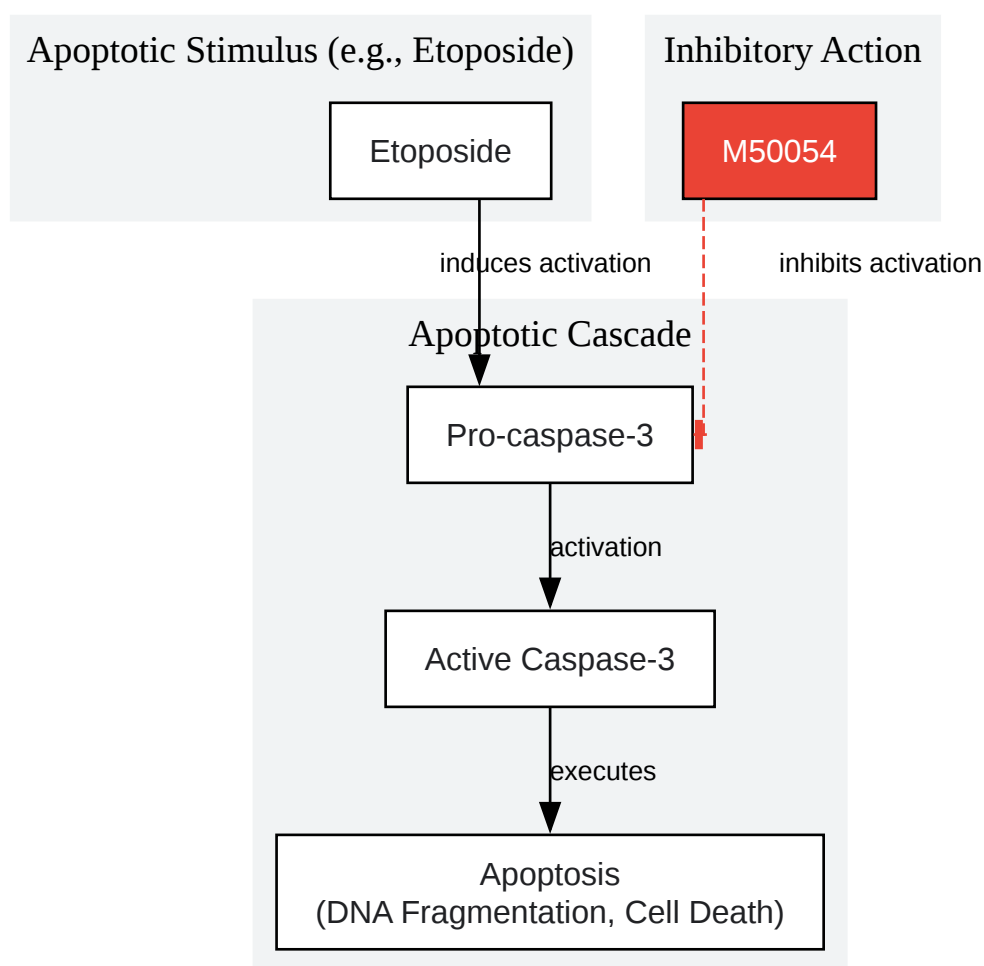 Apoptotic Stimulus (e.g., Etoposide)
Inhibitory Action
Etoposide
M50054
induces activation
inhibits activation
Apoptotic Cascade
Pro-caspase-3
activation
Active Caspase-3
executes
Apoptosis
(DNA Fragmentation, Cell Death)